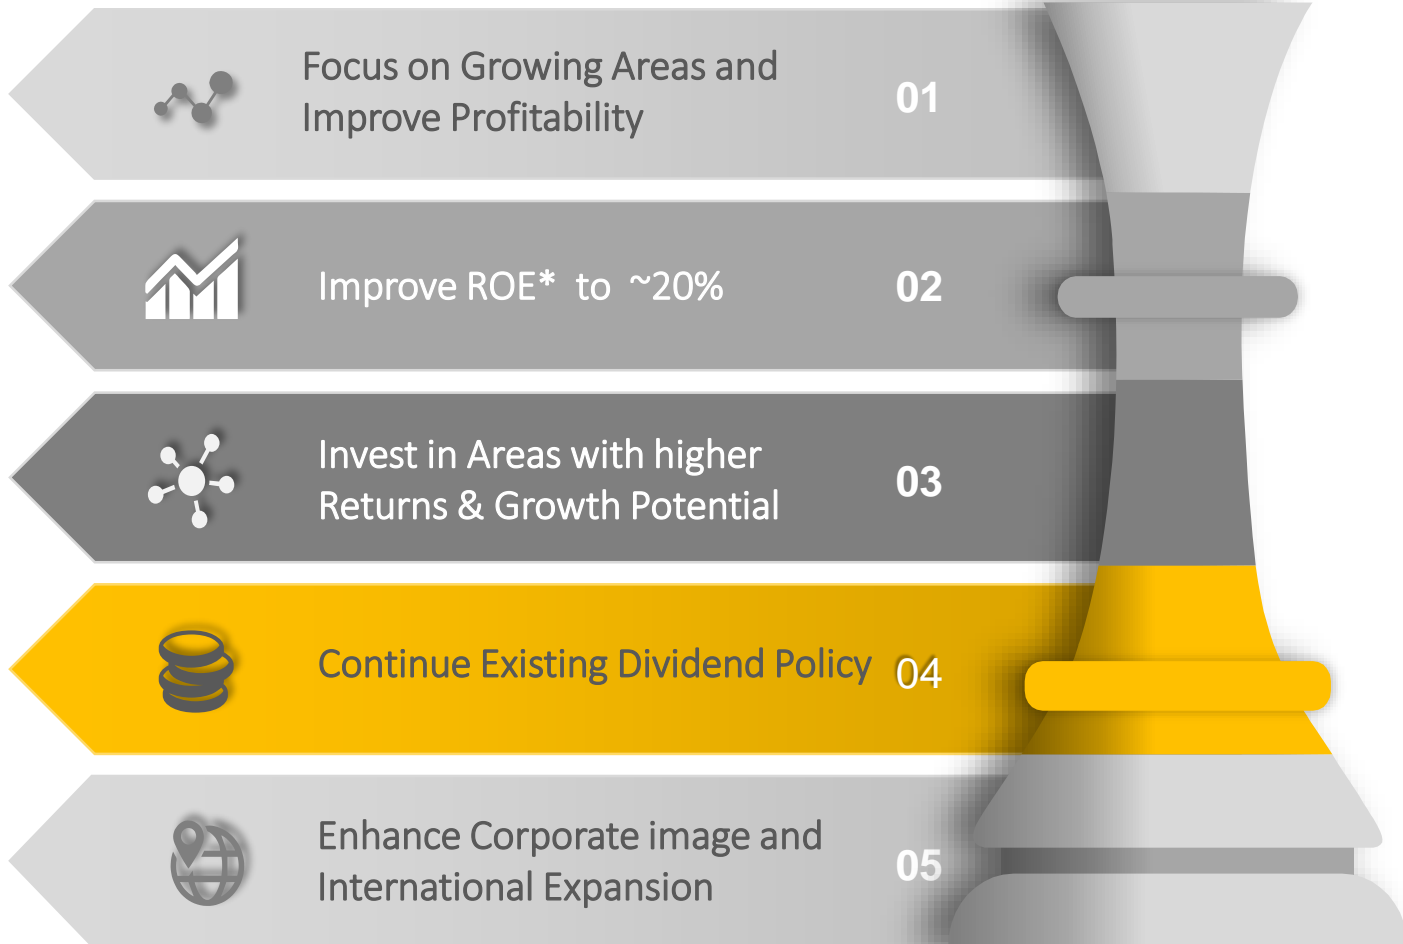 Focus on Growing Areas and
Improve Profitability
01
Improve ROE* to ~20%
02
Invest in Areas with higher
Returns & Growth Potential
03
Continue Existing Dividend Policy
04
Enhance Corporate image and
International Expansion
05